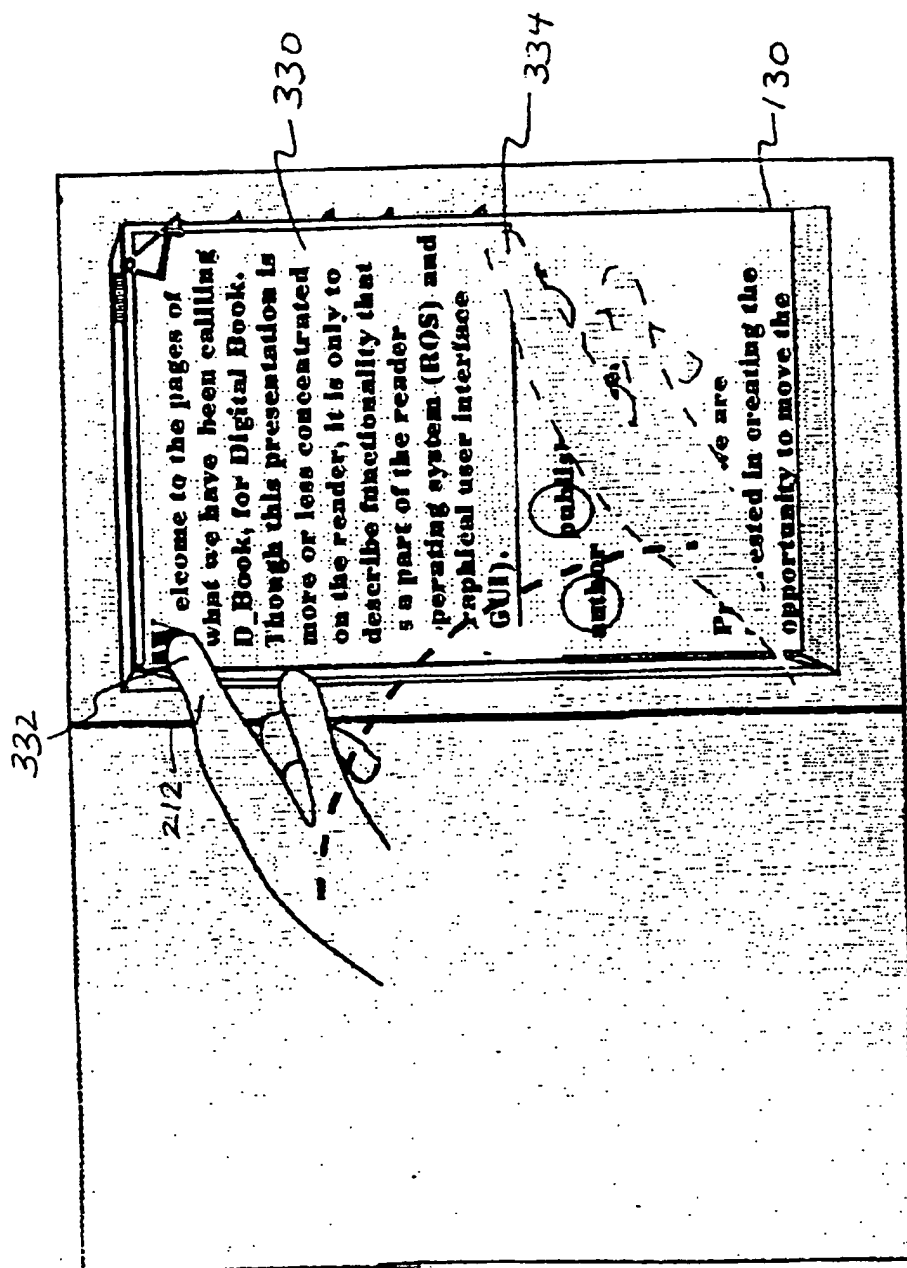 332
212
elcome to the pages of
what we have been calling
D_Book, for Digital Book.
Though this presentation is
330
more or less concentrated
on the render, it is only to
describe functionality that
s a part of the reader
perating system (ROS) and
raphical user interface
334
GUI).
author publish
we are
Pr ested in creating the
opportunity to move the
130